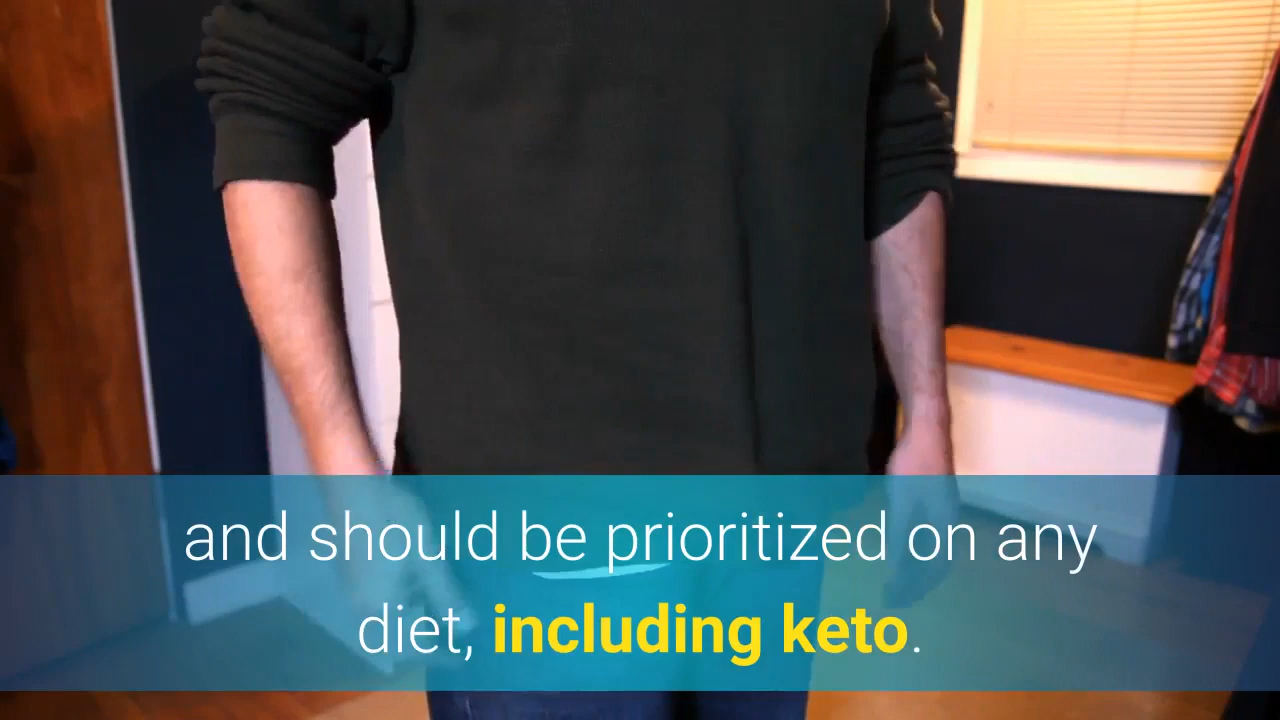 and should be prioritized on any
diet, including keto.